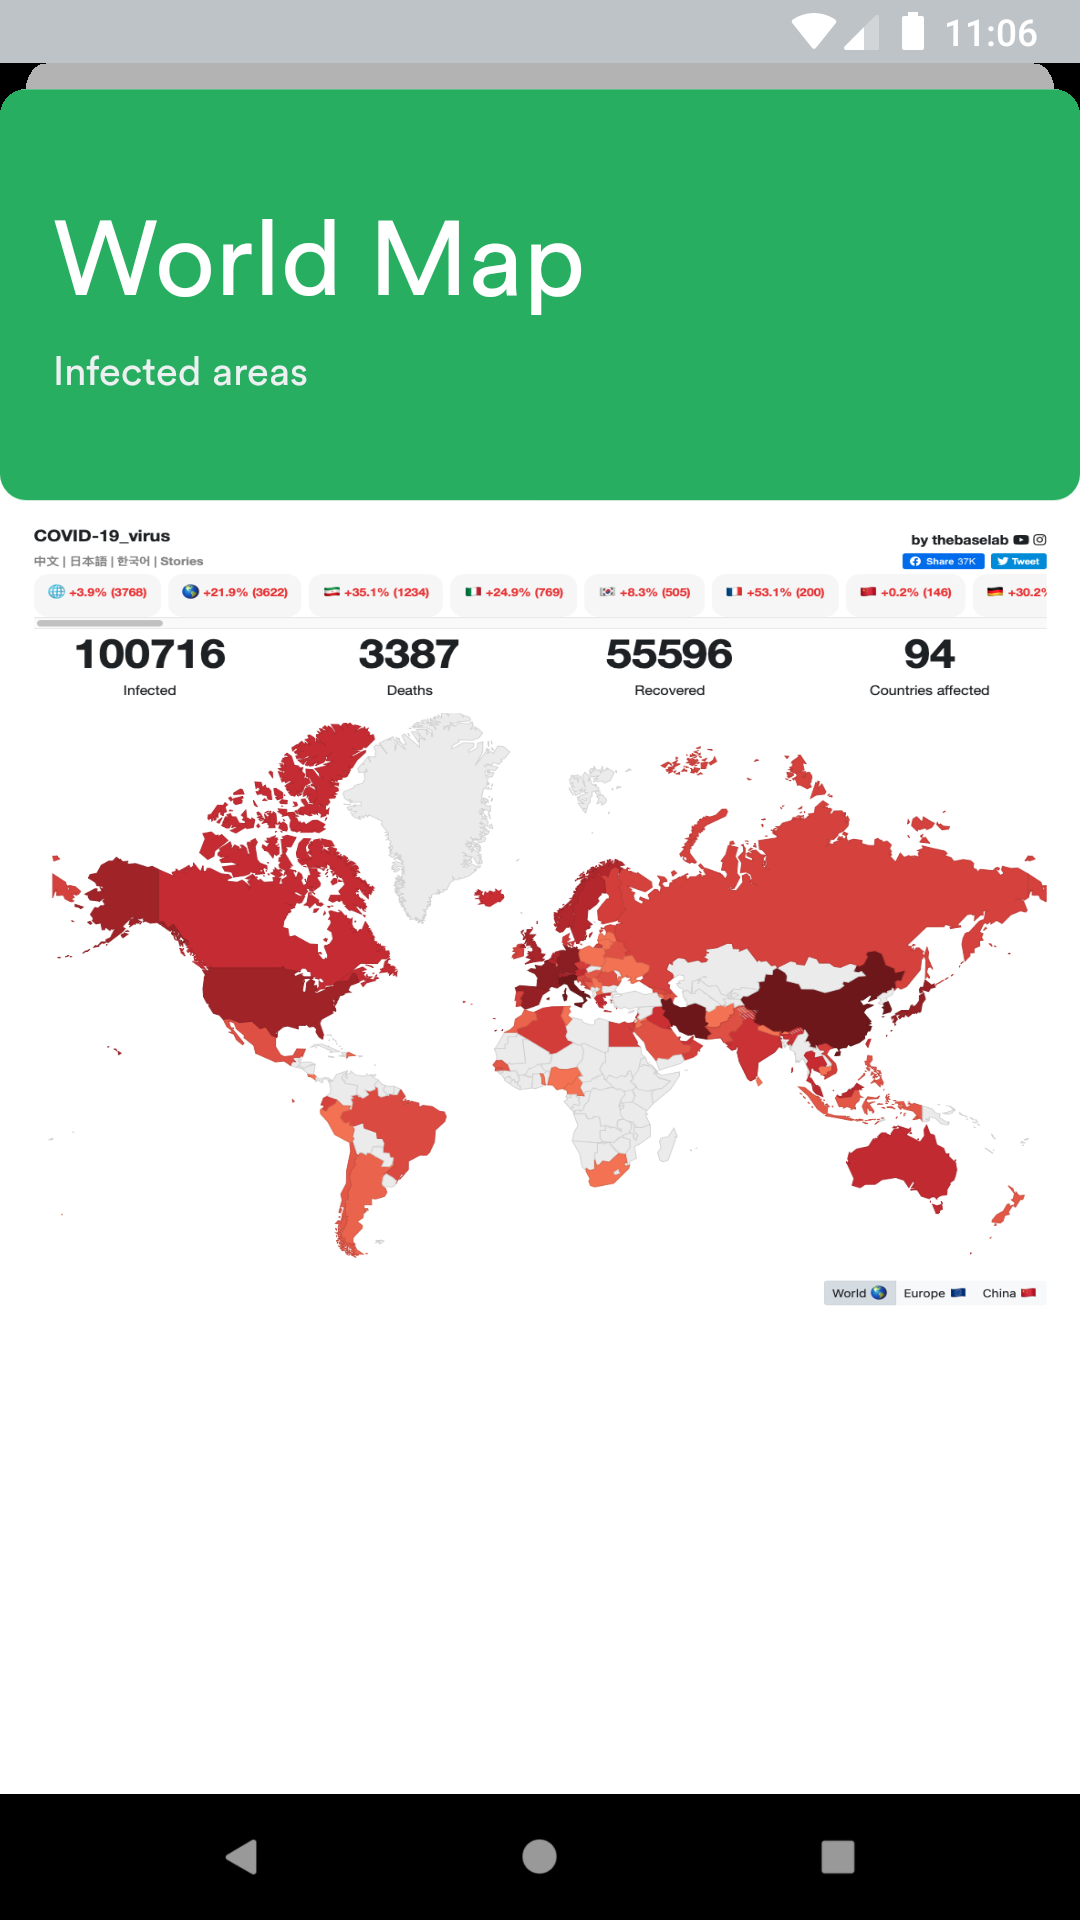 11:06
World Map
Infected areas
COVID-19_virus
by thebaselab
中文 | 日本語 | 한국어 | Stories
Share 37K
Tweet
+3.9% (3768)
+21.9% (3622)
+35.1% (1234)
+24.9% (769)
+8.3% (505)
+53.1% (200)
+0.2% (146)
+30.2%
100716
3387
55596
94
Infected
Deaths
Recovered
Countries affected
World
Europe
China